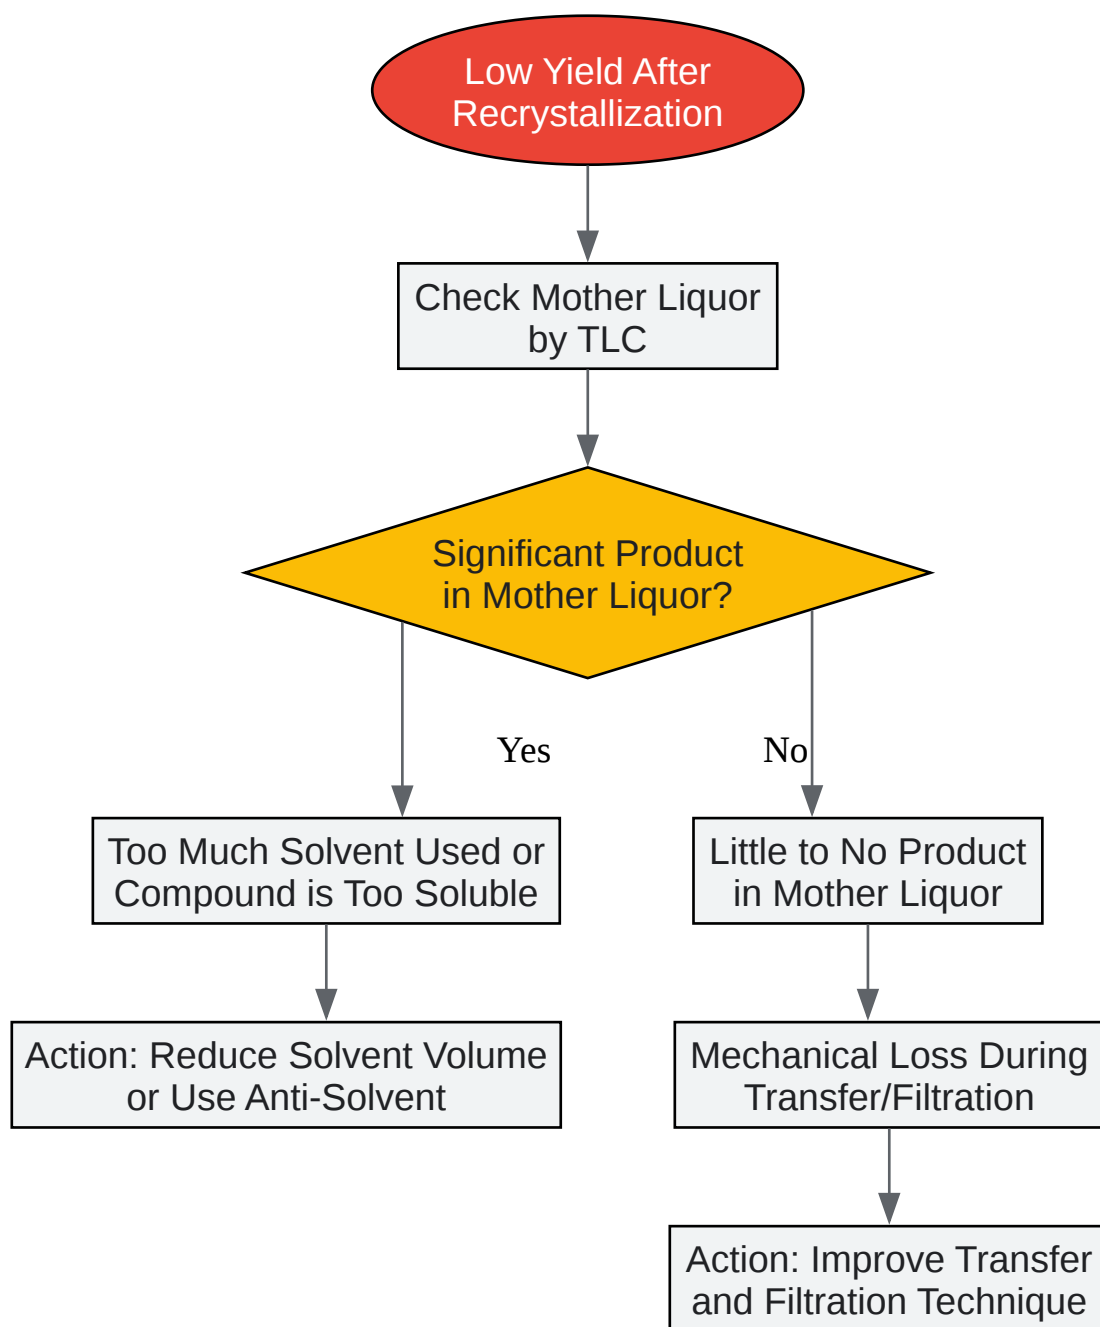 Low Yield After
Recrystallization
Check Mother Liquor
by TLC
Significant Product
in Mother Liquor?
Yes
No
Too Much Solvent Used or
Compound is Too Soluble
Little to No Product
in Mother Liquor
Action: Reduce Solvent Volume
or Use Anti-Solvent
Mechanical Loss During
Transfer/Filtration
Action: Improve Transfer
and Filtration Technique